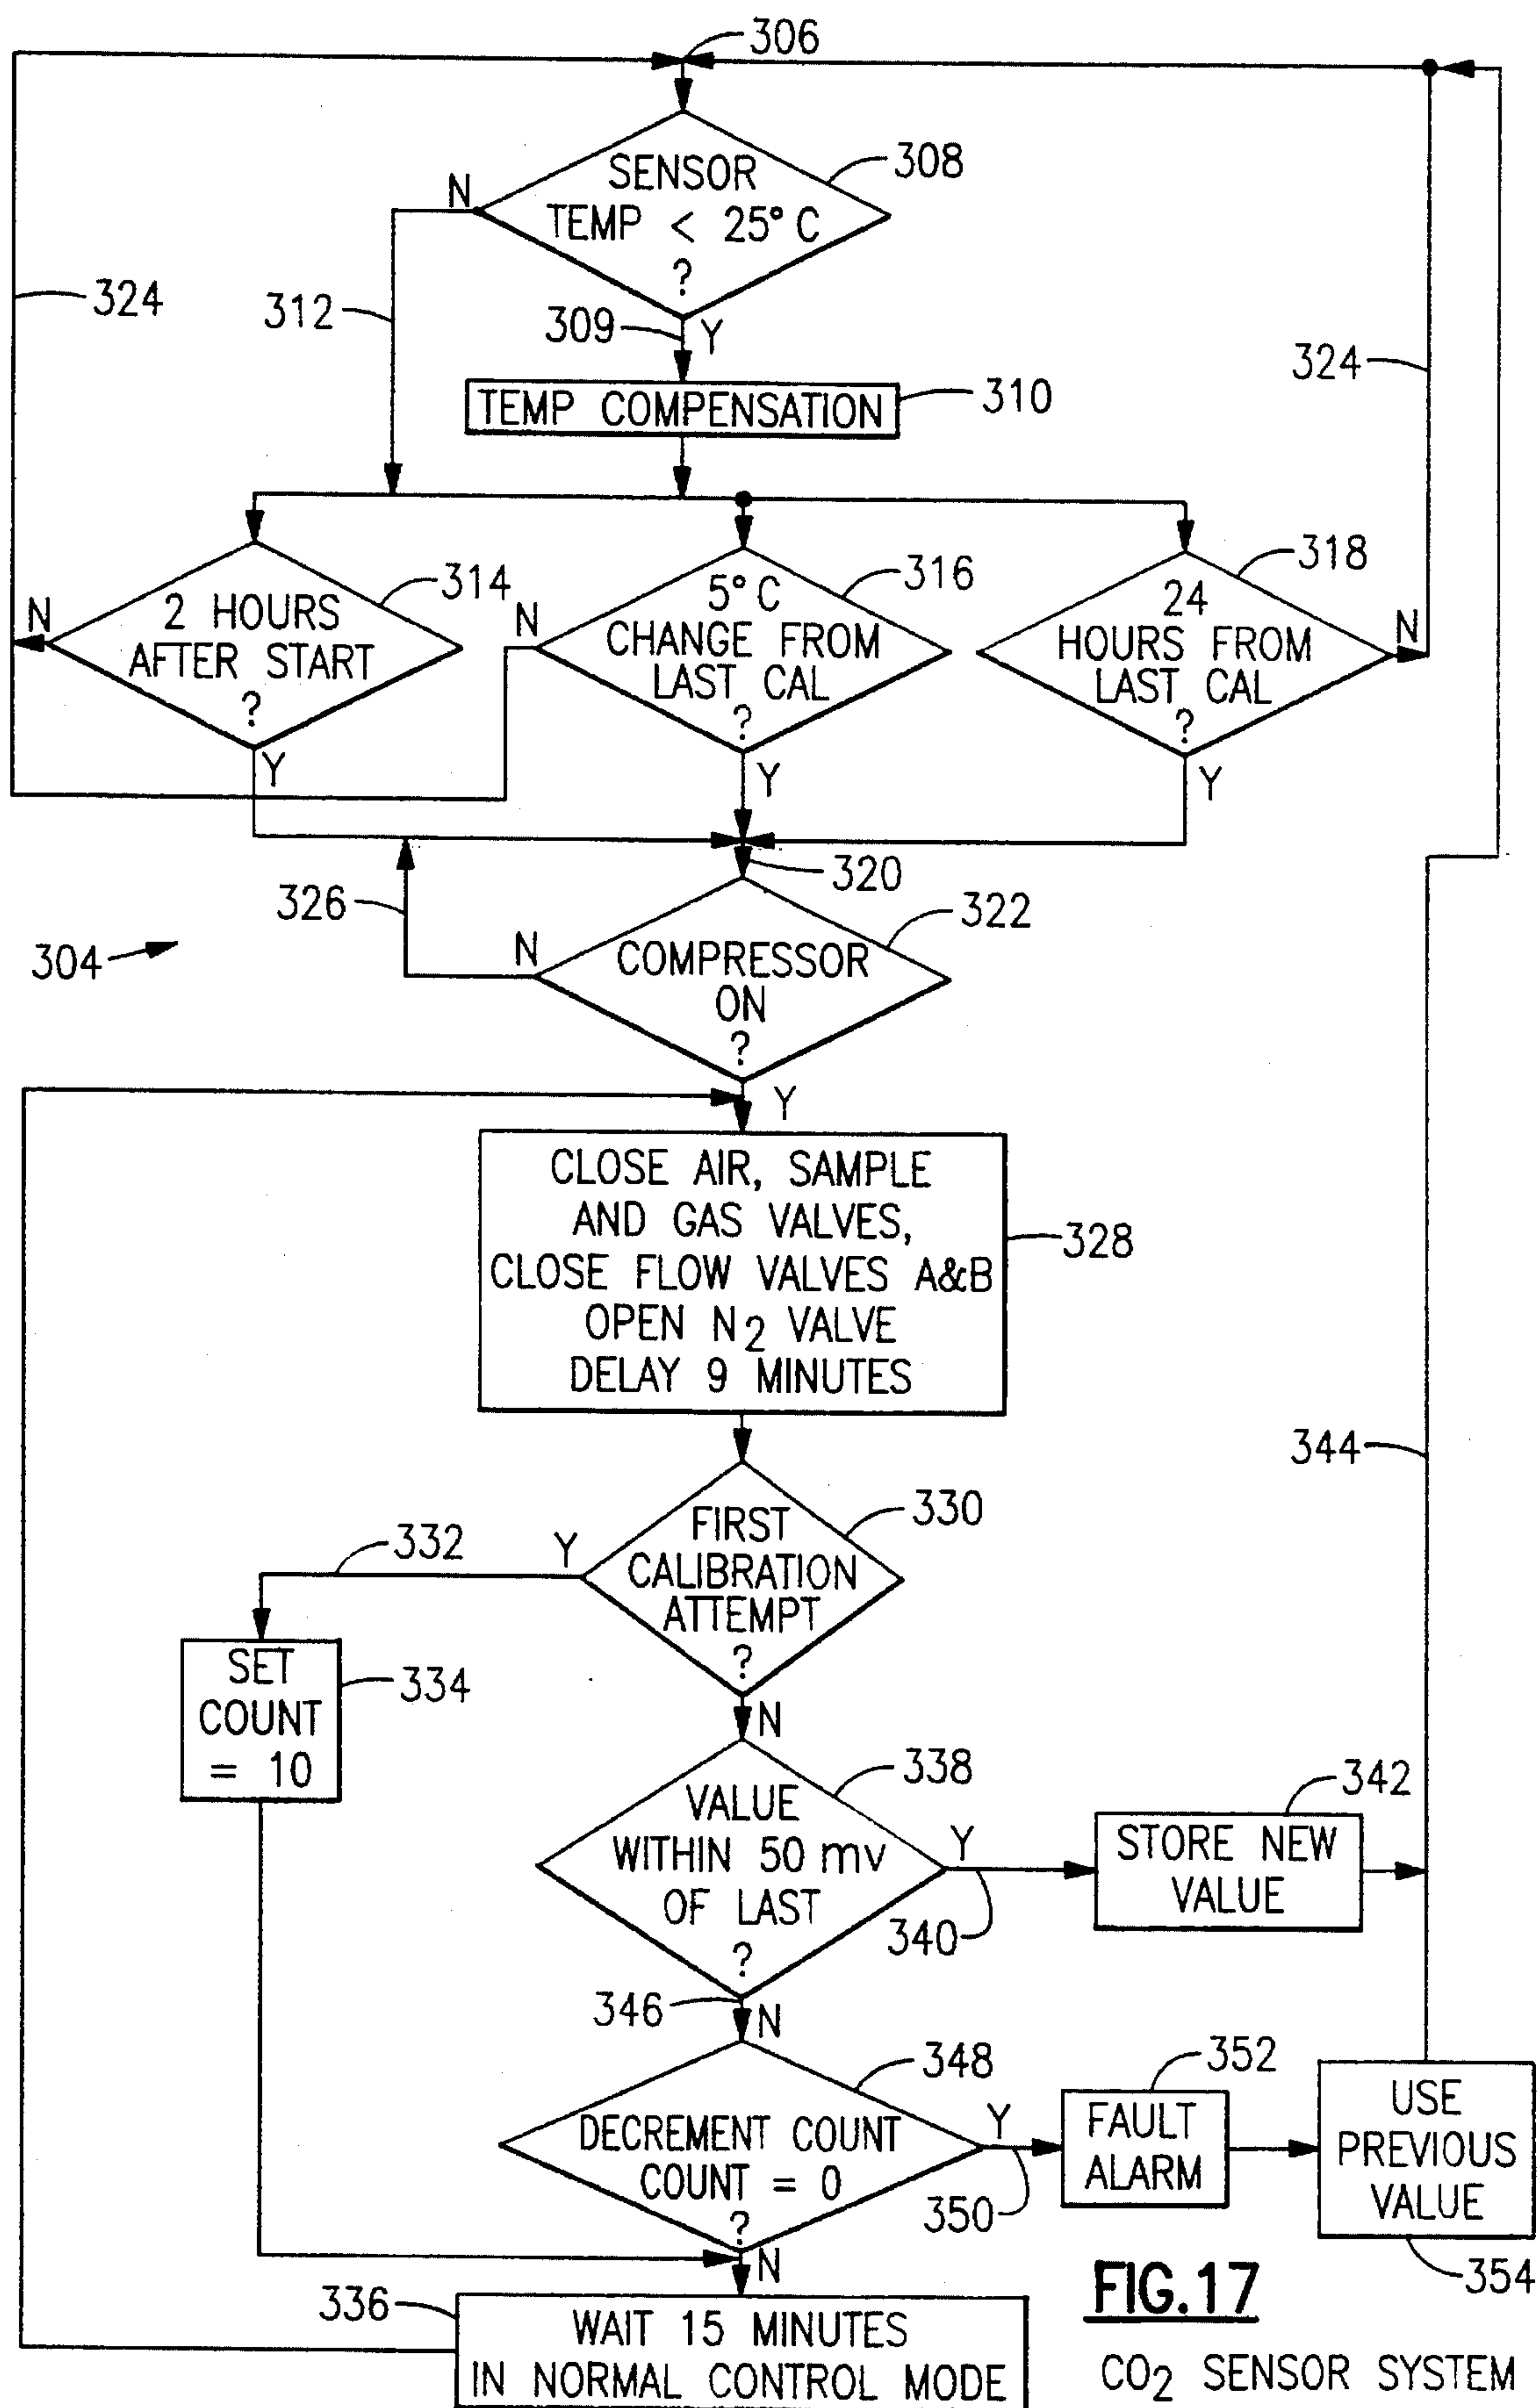 306
SENSOR
TEMP < 25° C
?
308
N
324
312
309
Y
324
TEMP COMPENSATION
310
2 HOURS
AFTER START
?
314
N
Y
5° C
CHANGE FROM
LAST CAL
?
316
N
Y
24
HOURS FROM
LAST CAL
?
318
N
Y
320
326
322
304
N
COMPRESSOR
ON
?
Y
CLOSE AIR, SAMPLE
AND GAS VALVES,
CLOSE FLOW VALVES A&B
OPEN N2 VALVE
DELAY 9 MINUTES
328
344
FIRST
CALIBRATION
ATTEMPT
?
330
332
Y
N
SET
COUNT
= 10
334
VALUE
WITHIN 50 mv
OF LAST
?
338
Y
340
STORE NEW
VALUE
342
346
N
DECREMENT COUNT
COUNT = 0
?
348
Y
350
FAULT
ALARM
352
USE
PREVIOUS
VALUE
354
N
336
WAIT 15 MINUTES
IN NORMAL CONTROL MODE
FIG.17
CO2 SENSOR SYSTEM